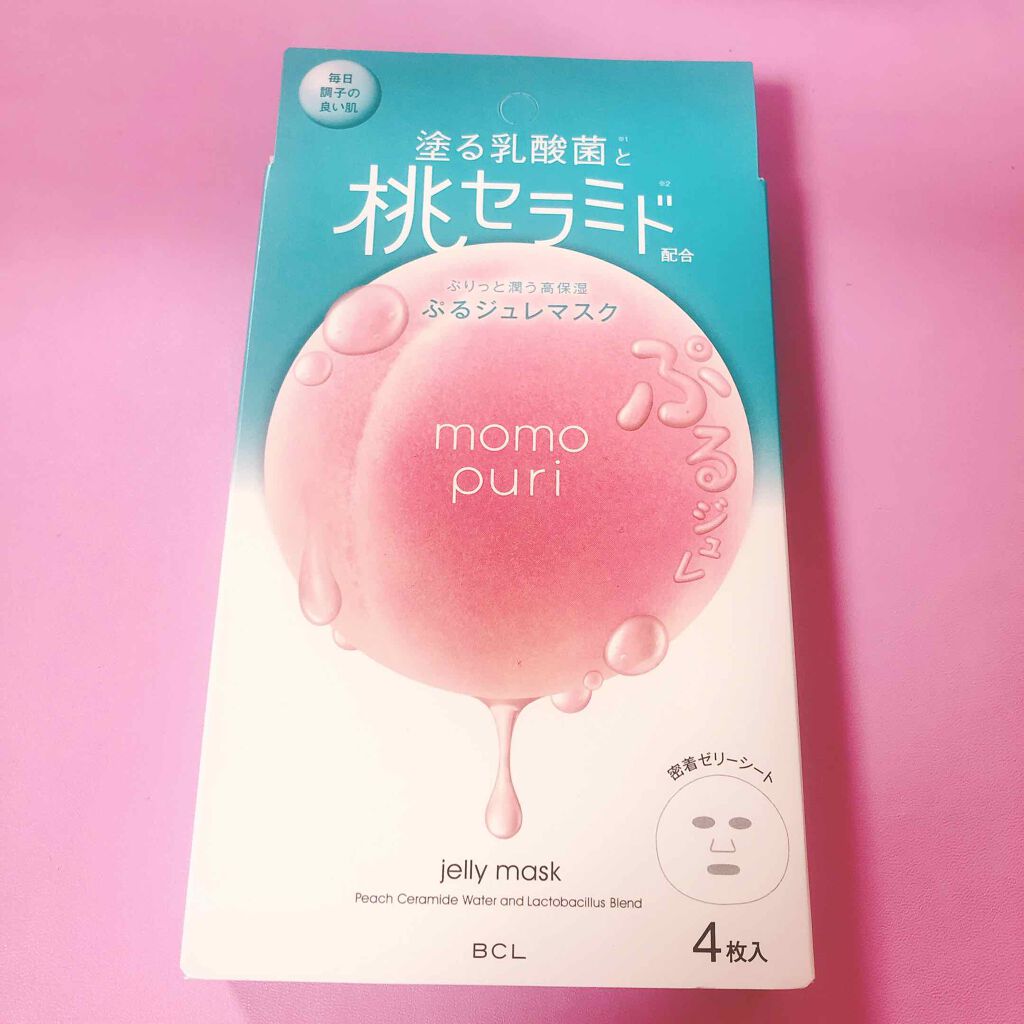 毎日
調子の
良い肌
塗る乳酸菌※1と
桃セラミド※2
配合
ぷりっと潤う高保湿
ぷるジュレマスク
momo
puri
ぷるジュレ
密着ゼリーシート
jelly mask
Peach Ceramide Water and Lactobacillus Blend
BCL
4枚入